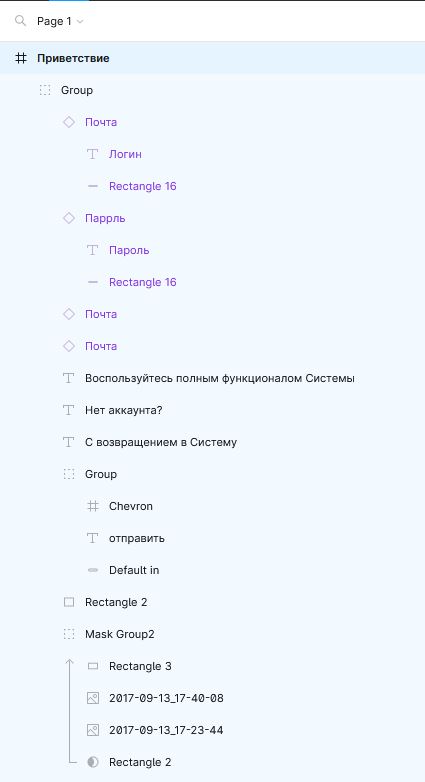 Page 1
Приветствие
Group
Почта
Логин
Rectangle 16
Паррль
Пароль
Rectangle 16
Почта
Почта
Воспользуйтесь полным функционалом Системы
Нет аккаунта?
С возвращением в Систему
Group
Chevron
отправить
Default in
Rectangle 2
Mask Group2
Rectangle 3
2017-09-13_17-40-08
2017-09-13_17-23-44
Rectangle 2